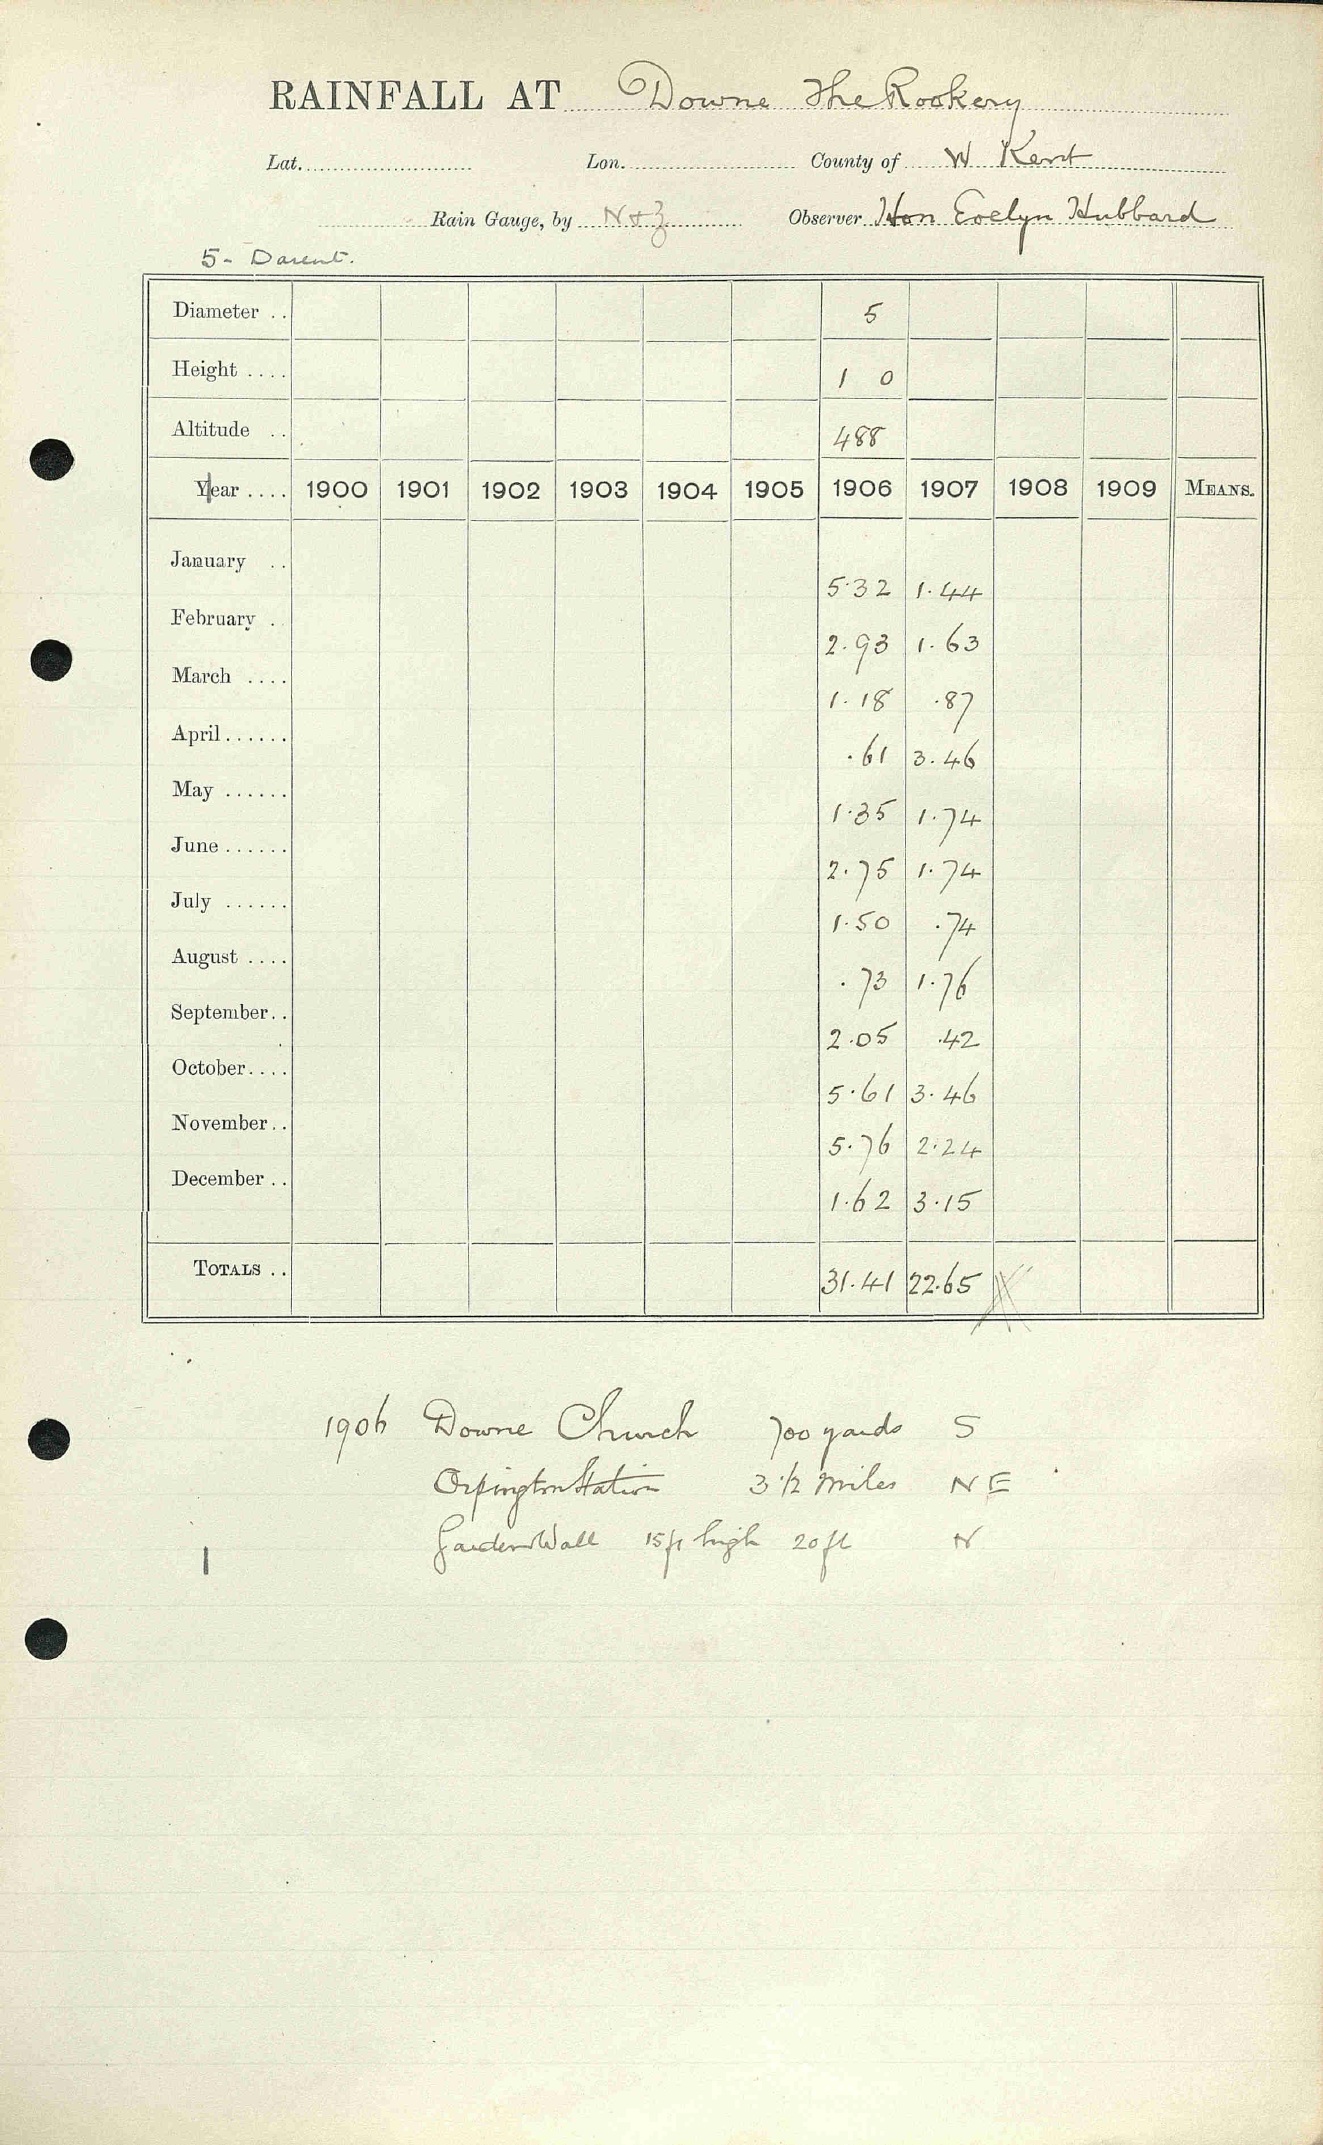 RAINFALL AT Downe The Rookery
Lat. Lon. County of W Kent
Rain Gauge, by N & Z Observer Hon Evelyn Hubbard
5 - Darent.
Diameter .. 5
Height .... 1 0
Altitude .. 488
Year .... 1900 1901 1902 1903 1904 1905 1906 1907 1908 1909 MEANS.
January .. 5.32 1.44
February . 2.93 1.63
March .... 1.18 .87
April...... .61 3.46
May ...... 1.35 1.74
June...... 2.75 1.74
July ...... 1.50 .74
August .... .73 1.76
September.. 2.05 .42
October.... 5.61 3.46
November.. 5.76 2.24
December.. 1.62 3.15
TOTALS .. 31.41 22.65
1906 Downe Church 700 yards S
Orpington Station 3 1/2 miles N E
Garden Wall 15ft high 20ft N